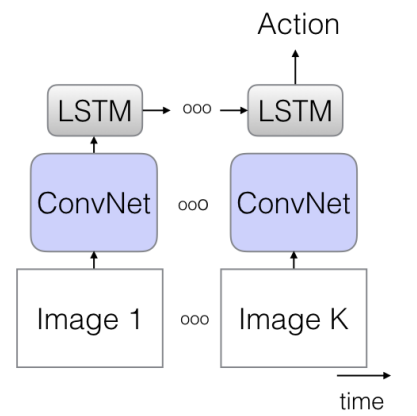 Action
LSTM ooo LSTM
ConvNet ooo ConvNet
Image 1 ooo Image K
time